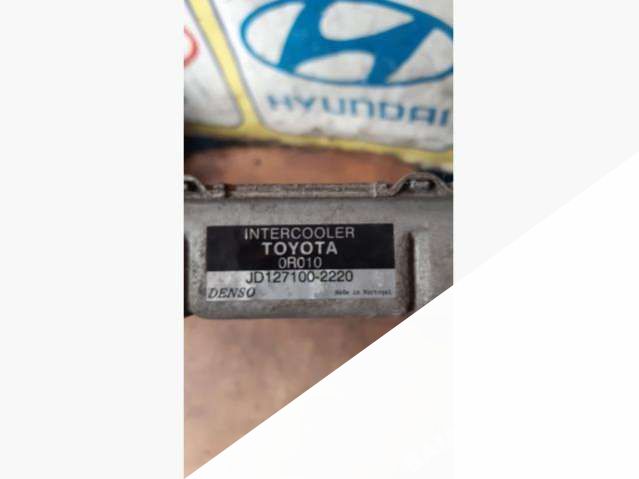 HYUNDAI
INTERCOOLER
TOYOTA
0R010
JD127100-2220
DENSO Made in Portugal